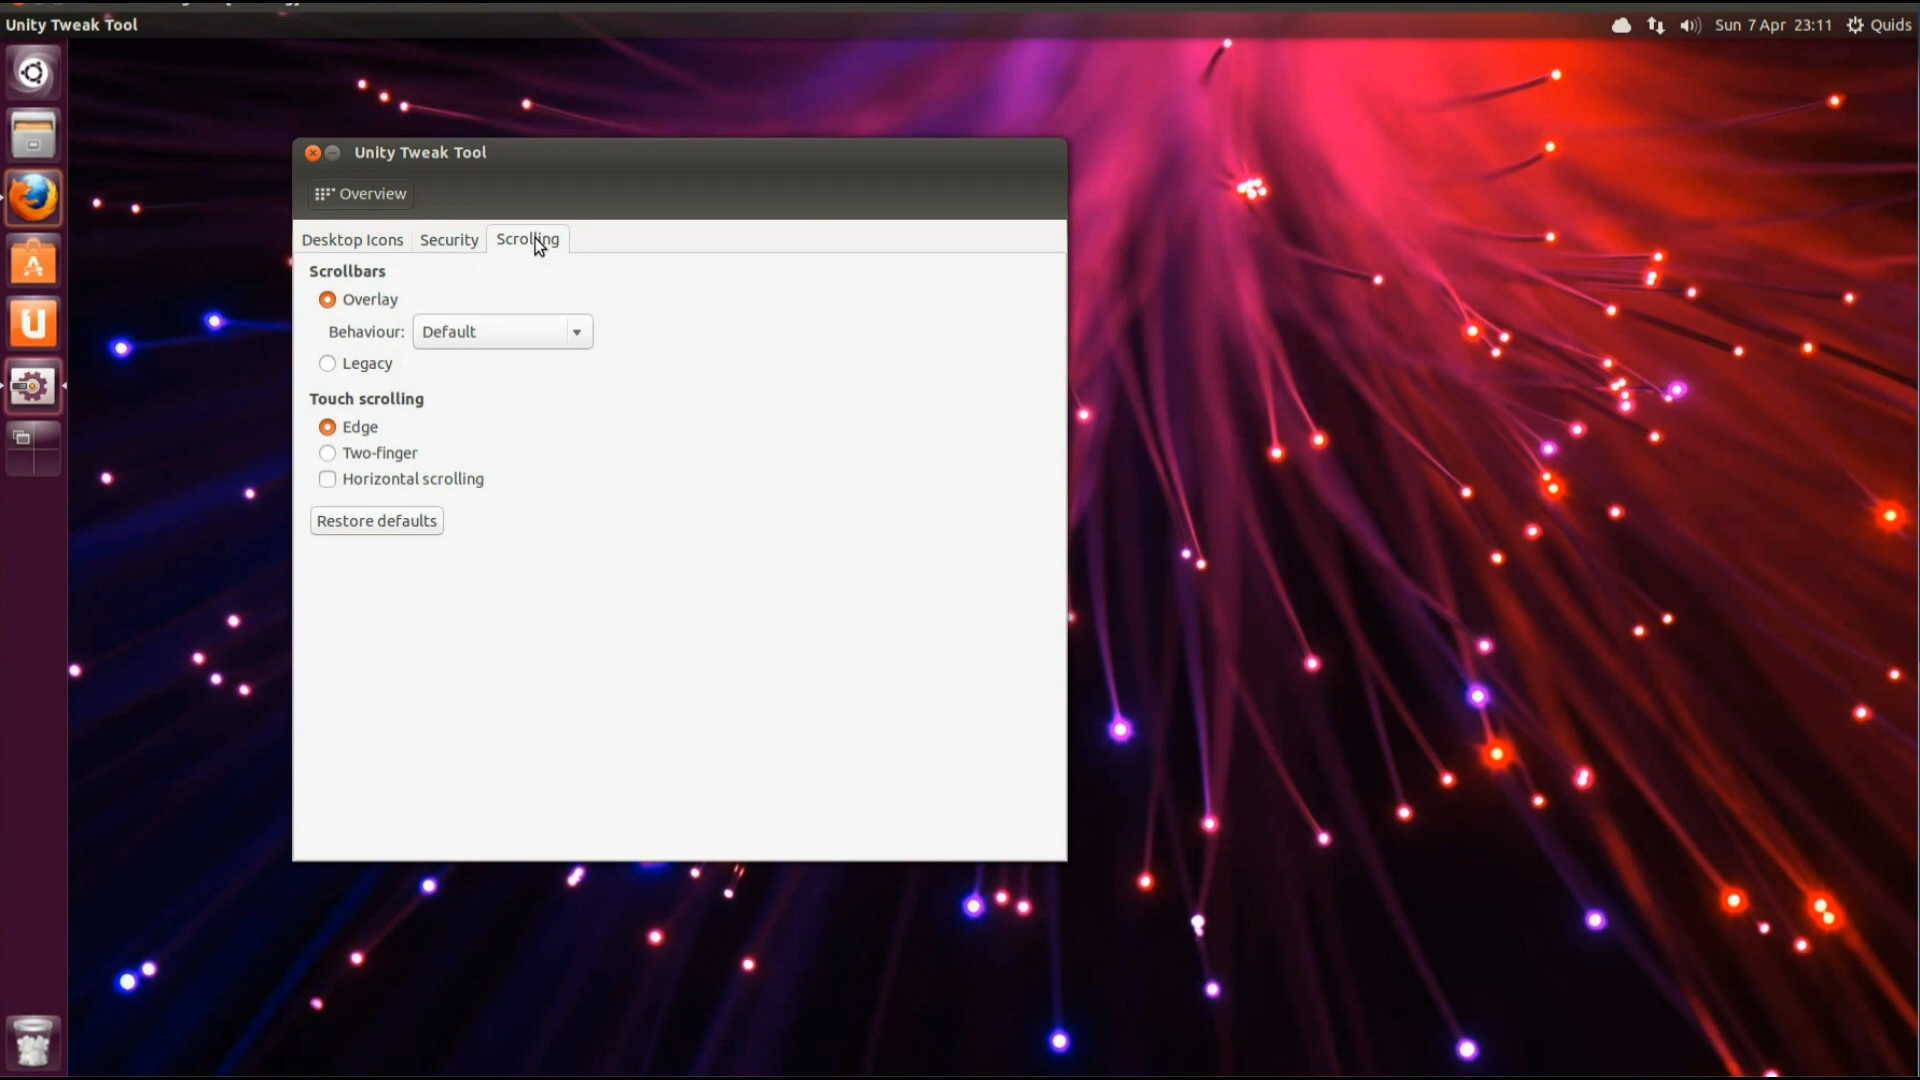 Unity Tweak Tool
Sun 7 Apr 23:11 Quids
Unity Tweak Tool
Overview
Desktop Icons Security Scrolling
Scrollbars
Overlay
Behaviour: Default
Legacy
Touch scrolling
Edge
Two-finger
Horizontal scrolling
Restore defaults